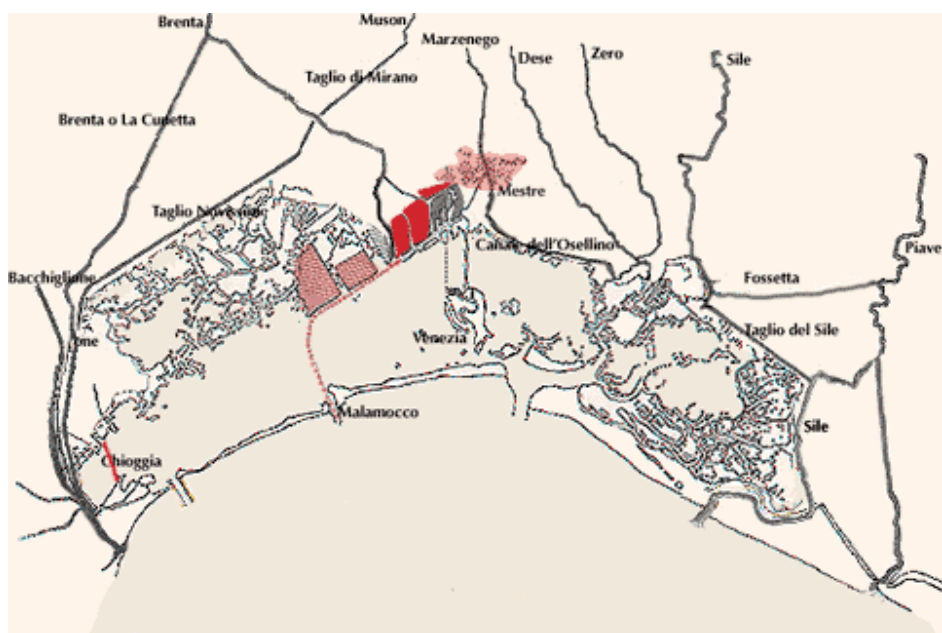 Brenta
Muson
Marzenego
Dese
Zero
Sile
Taglio di Mirano
Brenta o La Cunetta
Mestre
Taglio Novissimo
Canale dell'Osellino
Piave
Bacchiglione
Fossetta
Taglio del Sile
Venezia
one
Malamocco
Sile
Chioggia